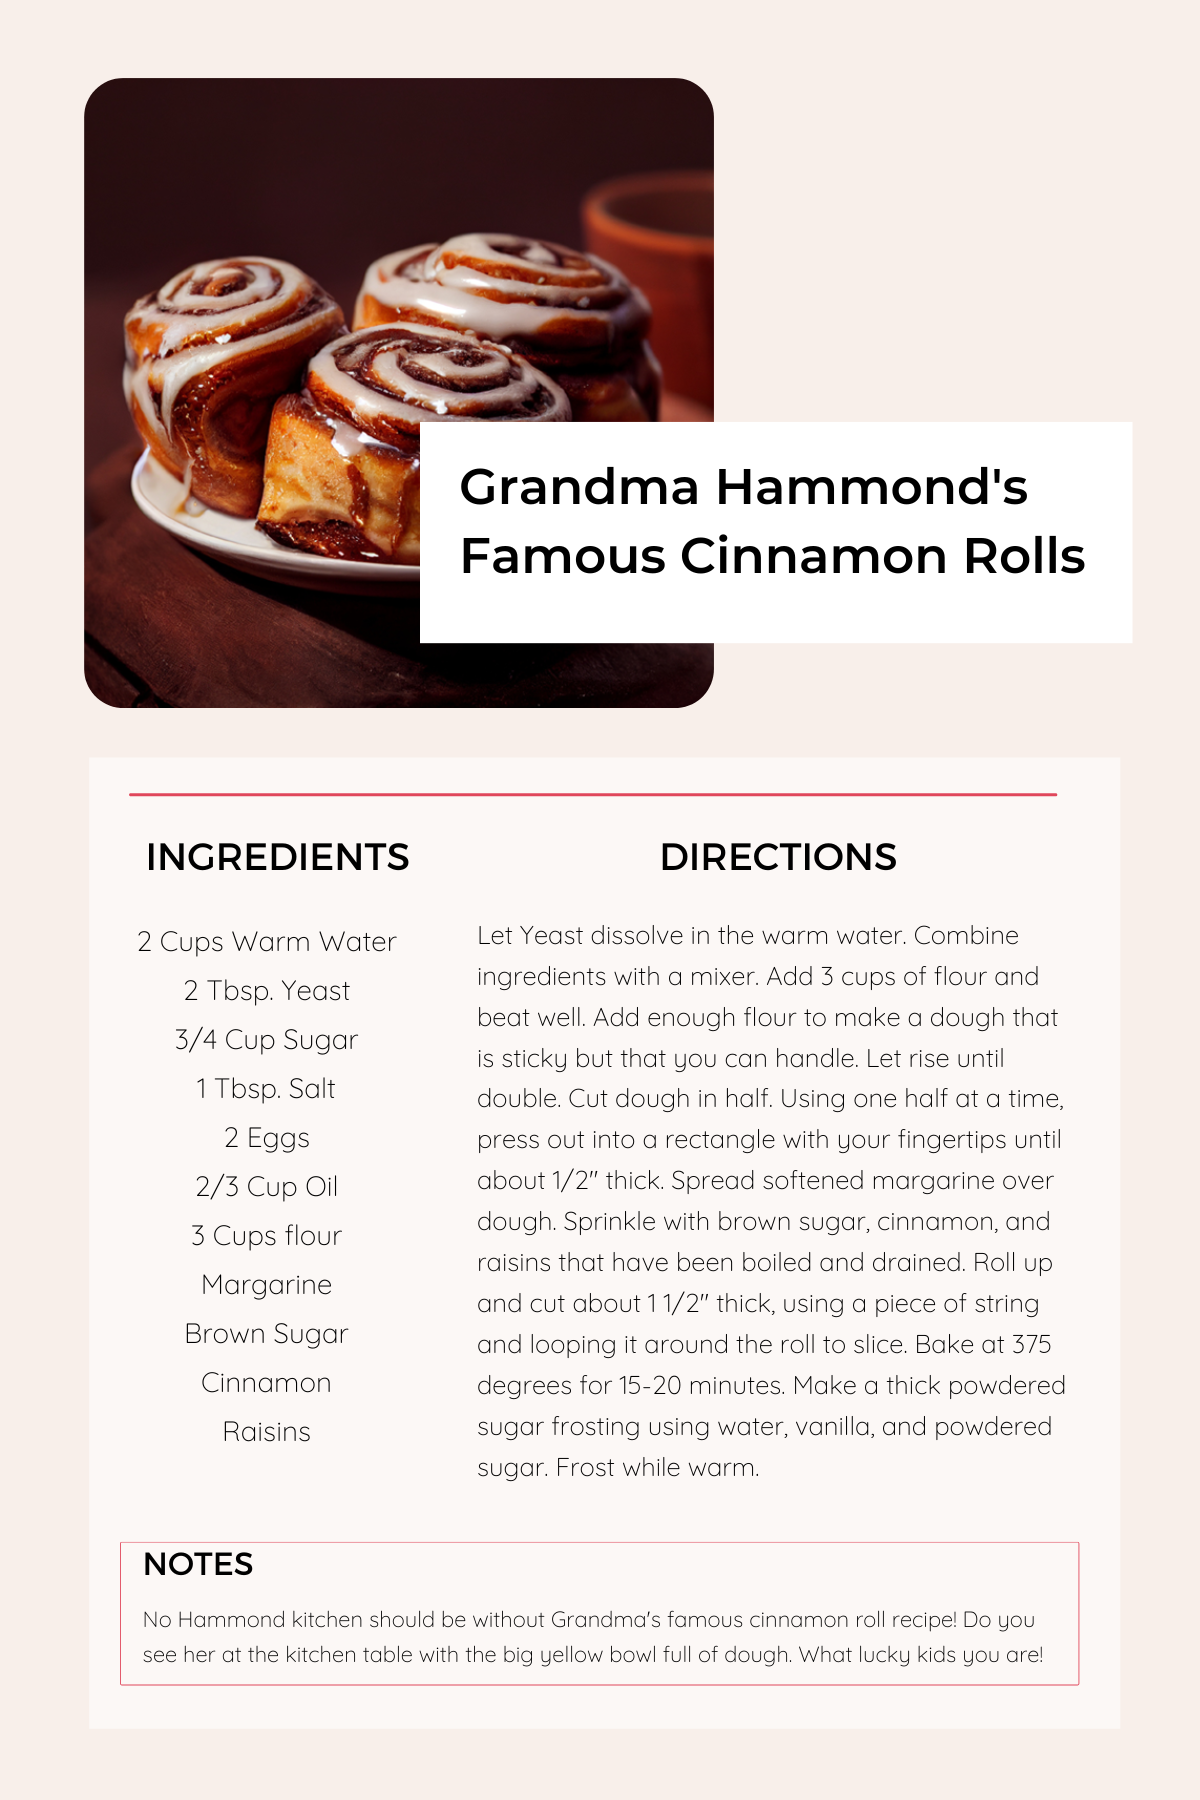 Grandma Hammond's
Famous Cinnamon Rolls
INGREDIENTS
2 Cups Warm Water
2 Tbsp. Yeast
3/4 Cup Sugar
1 Tbsp. Salt
2 Eggs
2/3 Cup Oil
3 Cups flour
Margarine
Brown Sugar
Cinnamon
Raisins
DIRECTIONS
Let Yeast dissolve in the warm water. Combine
ingredients with a mixer. Add 3 cups of flour and
beat well. Add enough flour to make a dough that
is sticky but that you can handle. Let rise until
double. Cut dough in half. Using one half at a time,
press out into a rectangle with your fingertips until
about 1/2" thick. Spread softened margarine over
dough. Sprinkle with brown sugar, cinnamon, and
raisins that have been boiled and drained. Roll up
and cut about 1 1/2" thick, using a piece of string
and looping it around the roll to slice. Bake at 375
degrees for 15-20 minutes. Make a thick powdered
sugar frosting using water, vanilla, and powdered
sugar. Frost while warm.
NOTES
No Hammond kitchen should be without Grandma's famous cinnamon roll recipe! Do you
see her at the kitchen table with the big yellow bowl full of dough. What lucky kids you are!